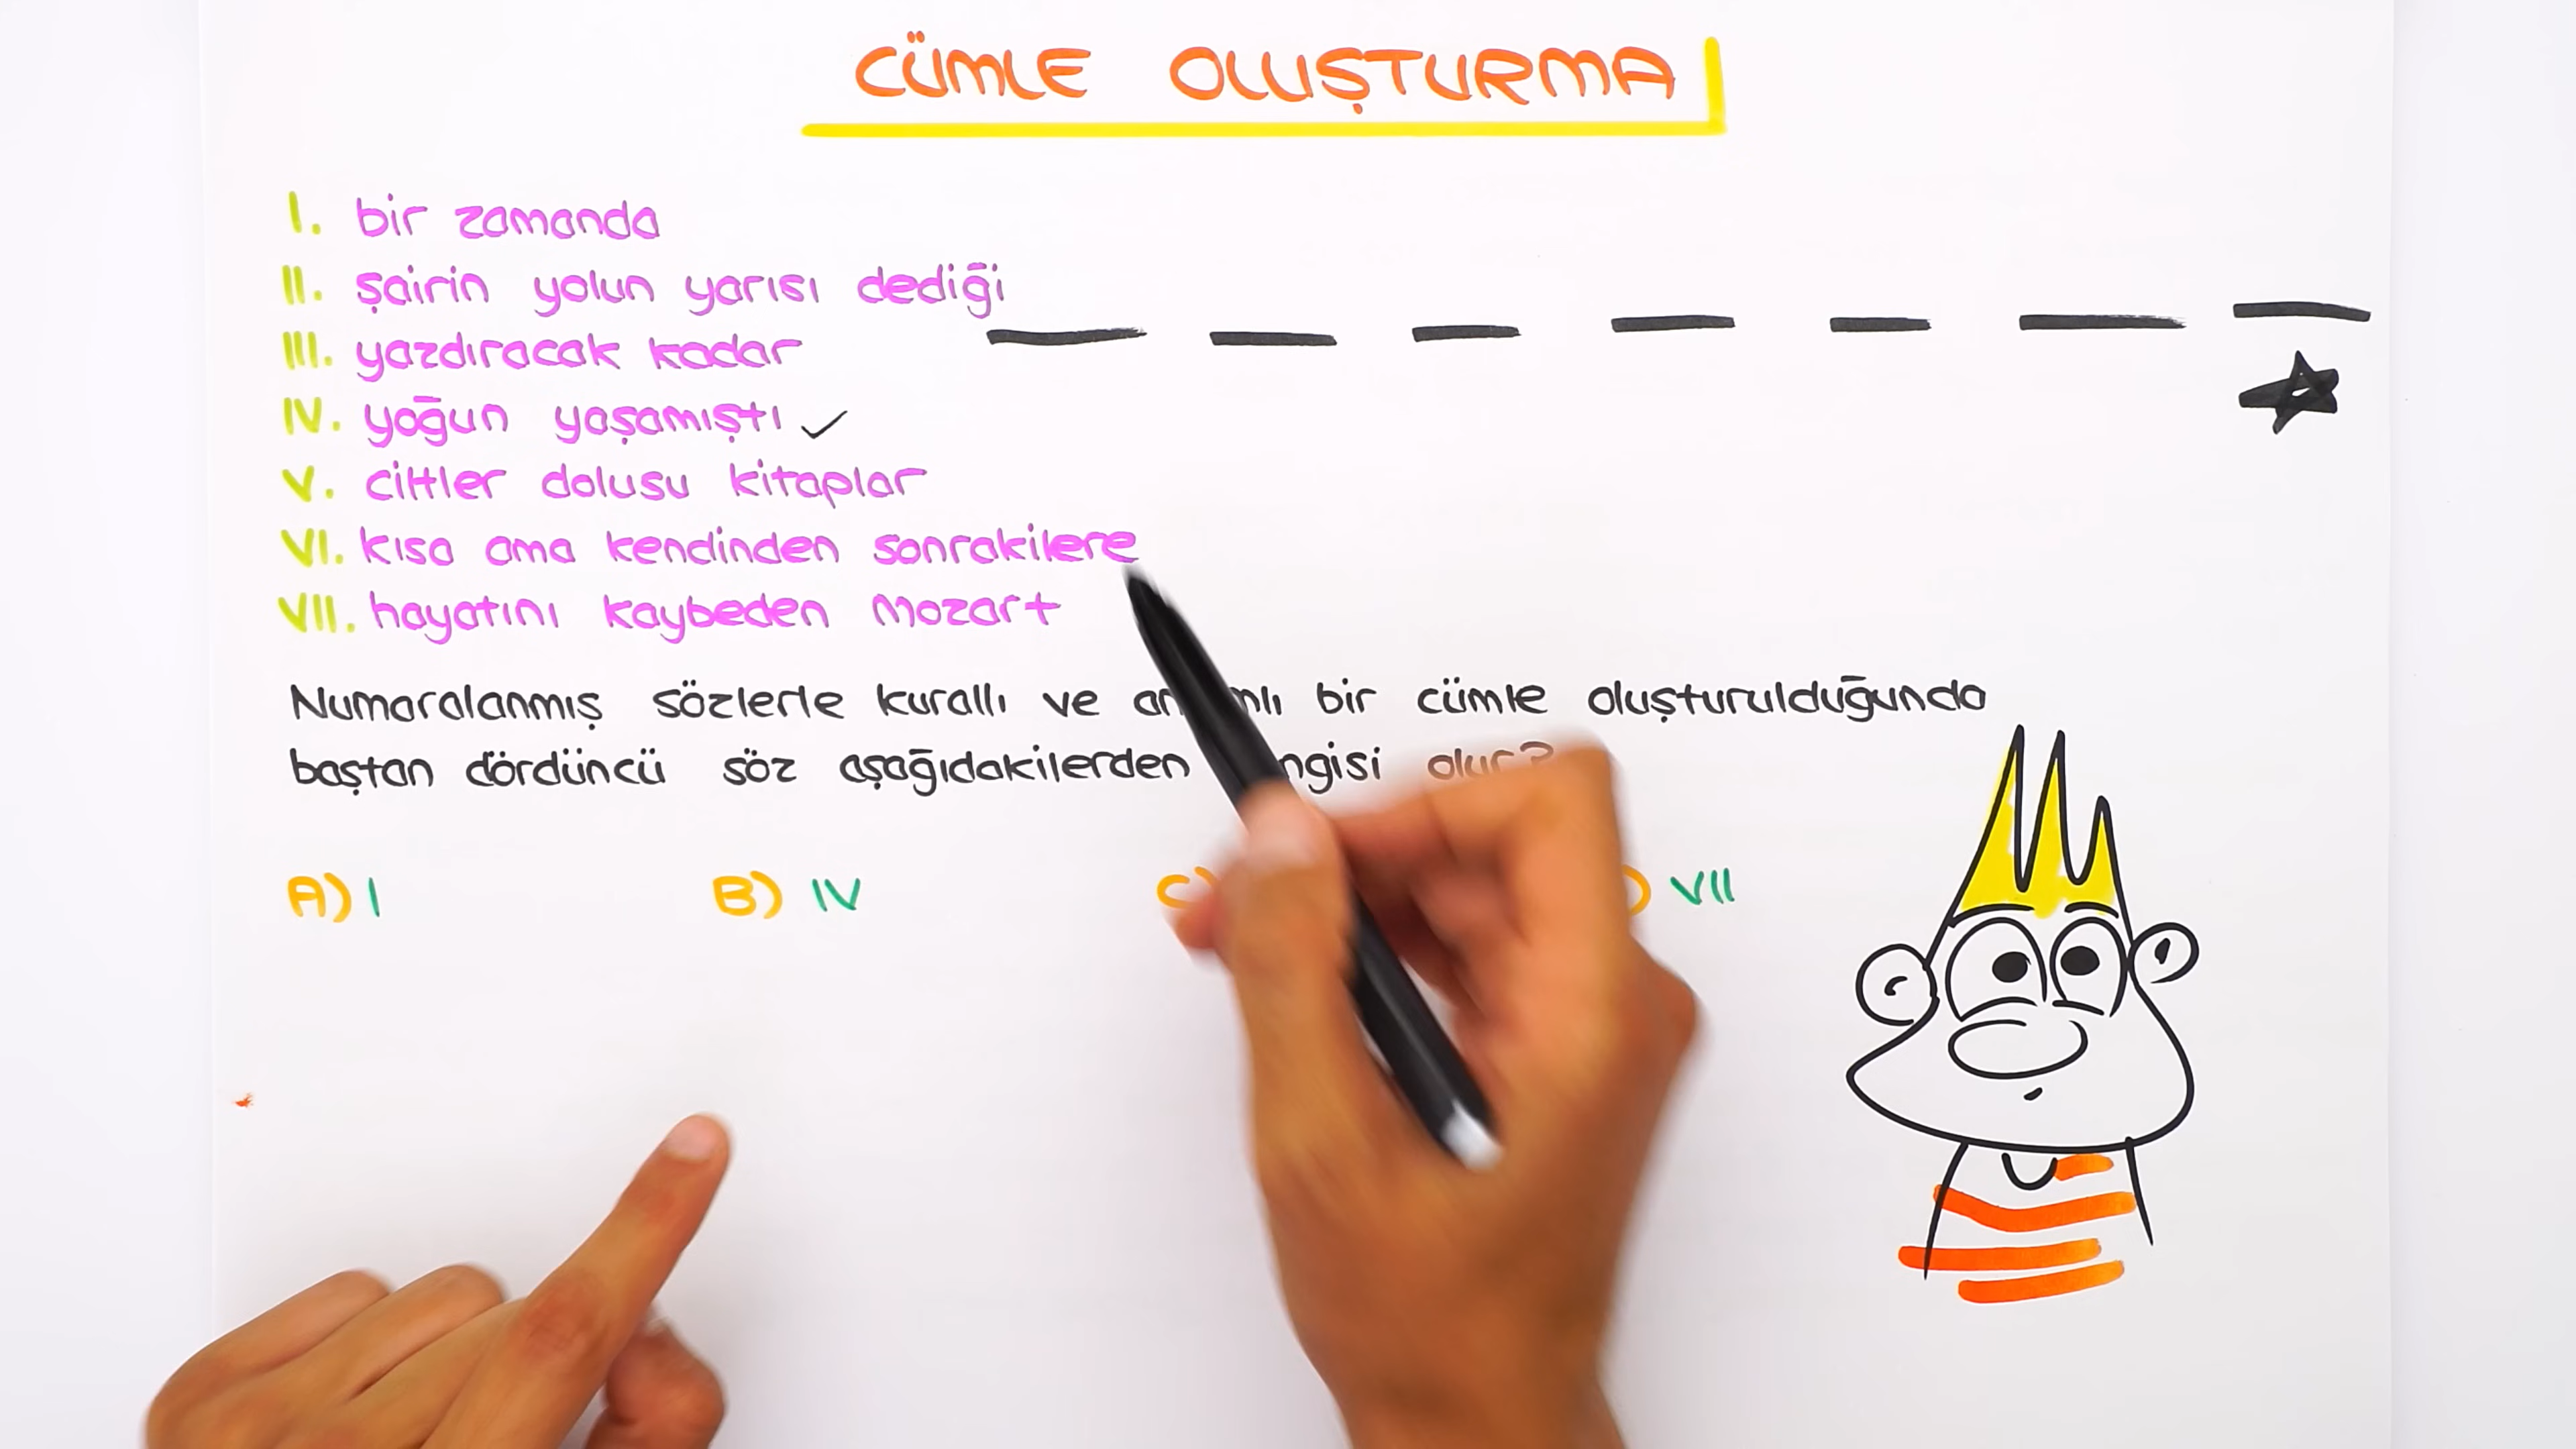 CÜMLE OLUŞTURMA
I. bir zamanda
II. şairin yolun yarısı dediği
III. yazdıracak kadar
IV. yoğun yaşamıştı
V. ciltler dolusu kitaplar
VI. kısa ama kendinden sonrakilere
VII. hayatını kaybeden Mozart
Numaralanmış sözlerle kurallı ve bir cümle oluşturulduğunda
baştan dördüncü söz aşağıdakilerden olur?
A) I B) IV C) ) VII